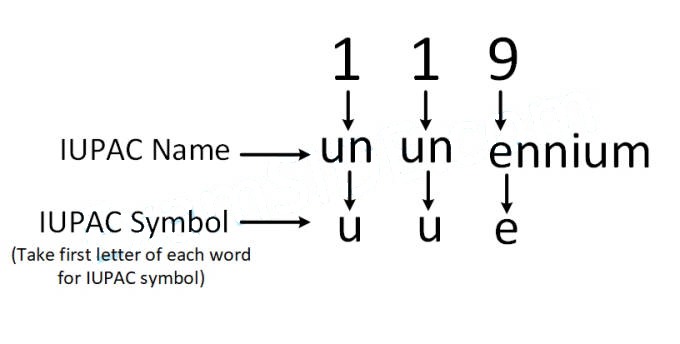 1 1 9
IUPAC Name un un ennium
IUPAC Symbol u u e
(Take first letter of each word
for IUPAC symbol)